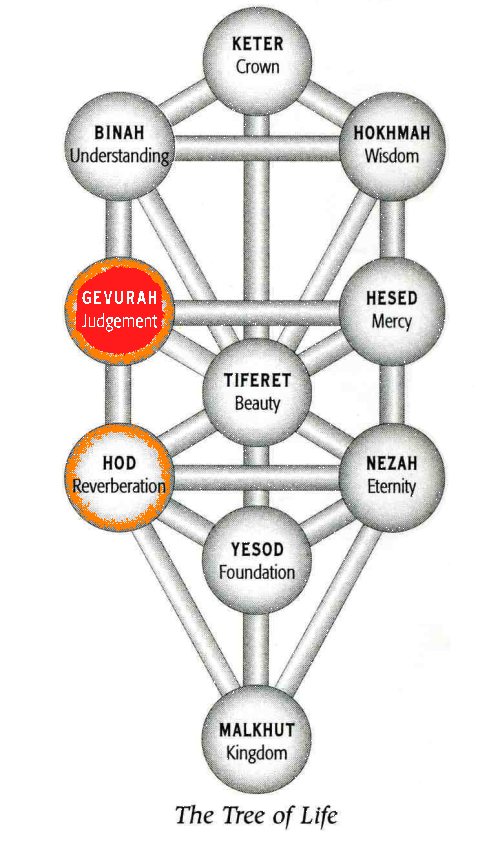 KETER
Crown
BINAH
Understanding
HOKHMAH
Wisdom
GEVURAH
Judgement
HESED
Mercy
TIFERET
Beauty
HOD
Reverberation
NEZAH
Eternity
YESOD
Foundation
MALKHUT
Kingdom
The Tree of Life